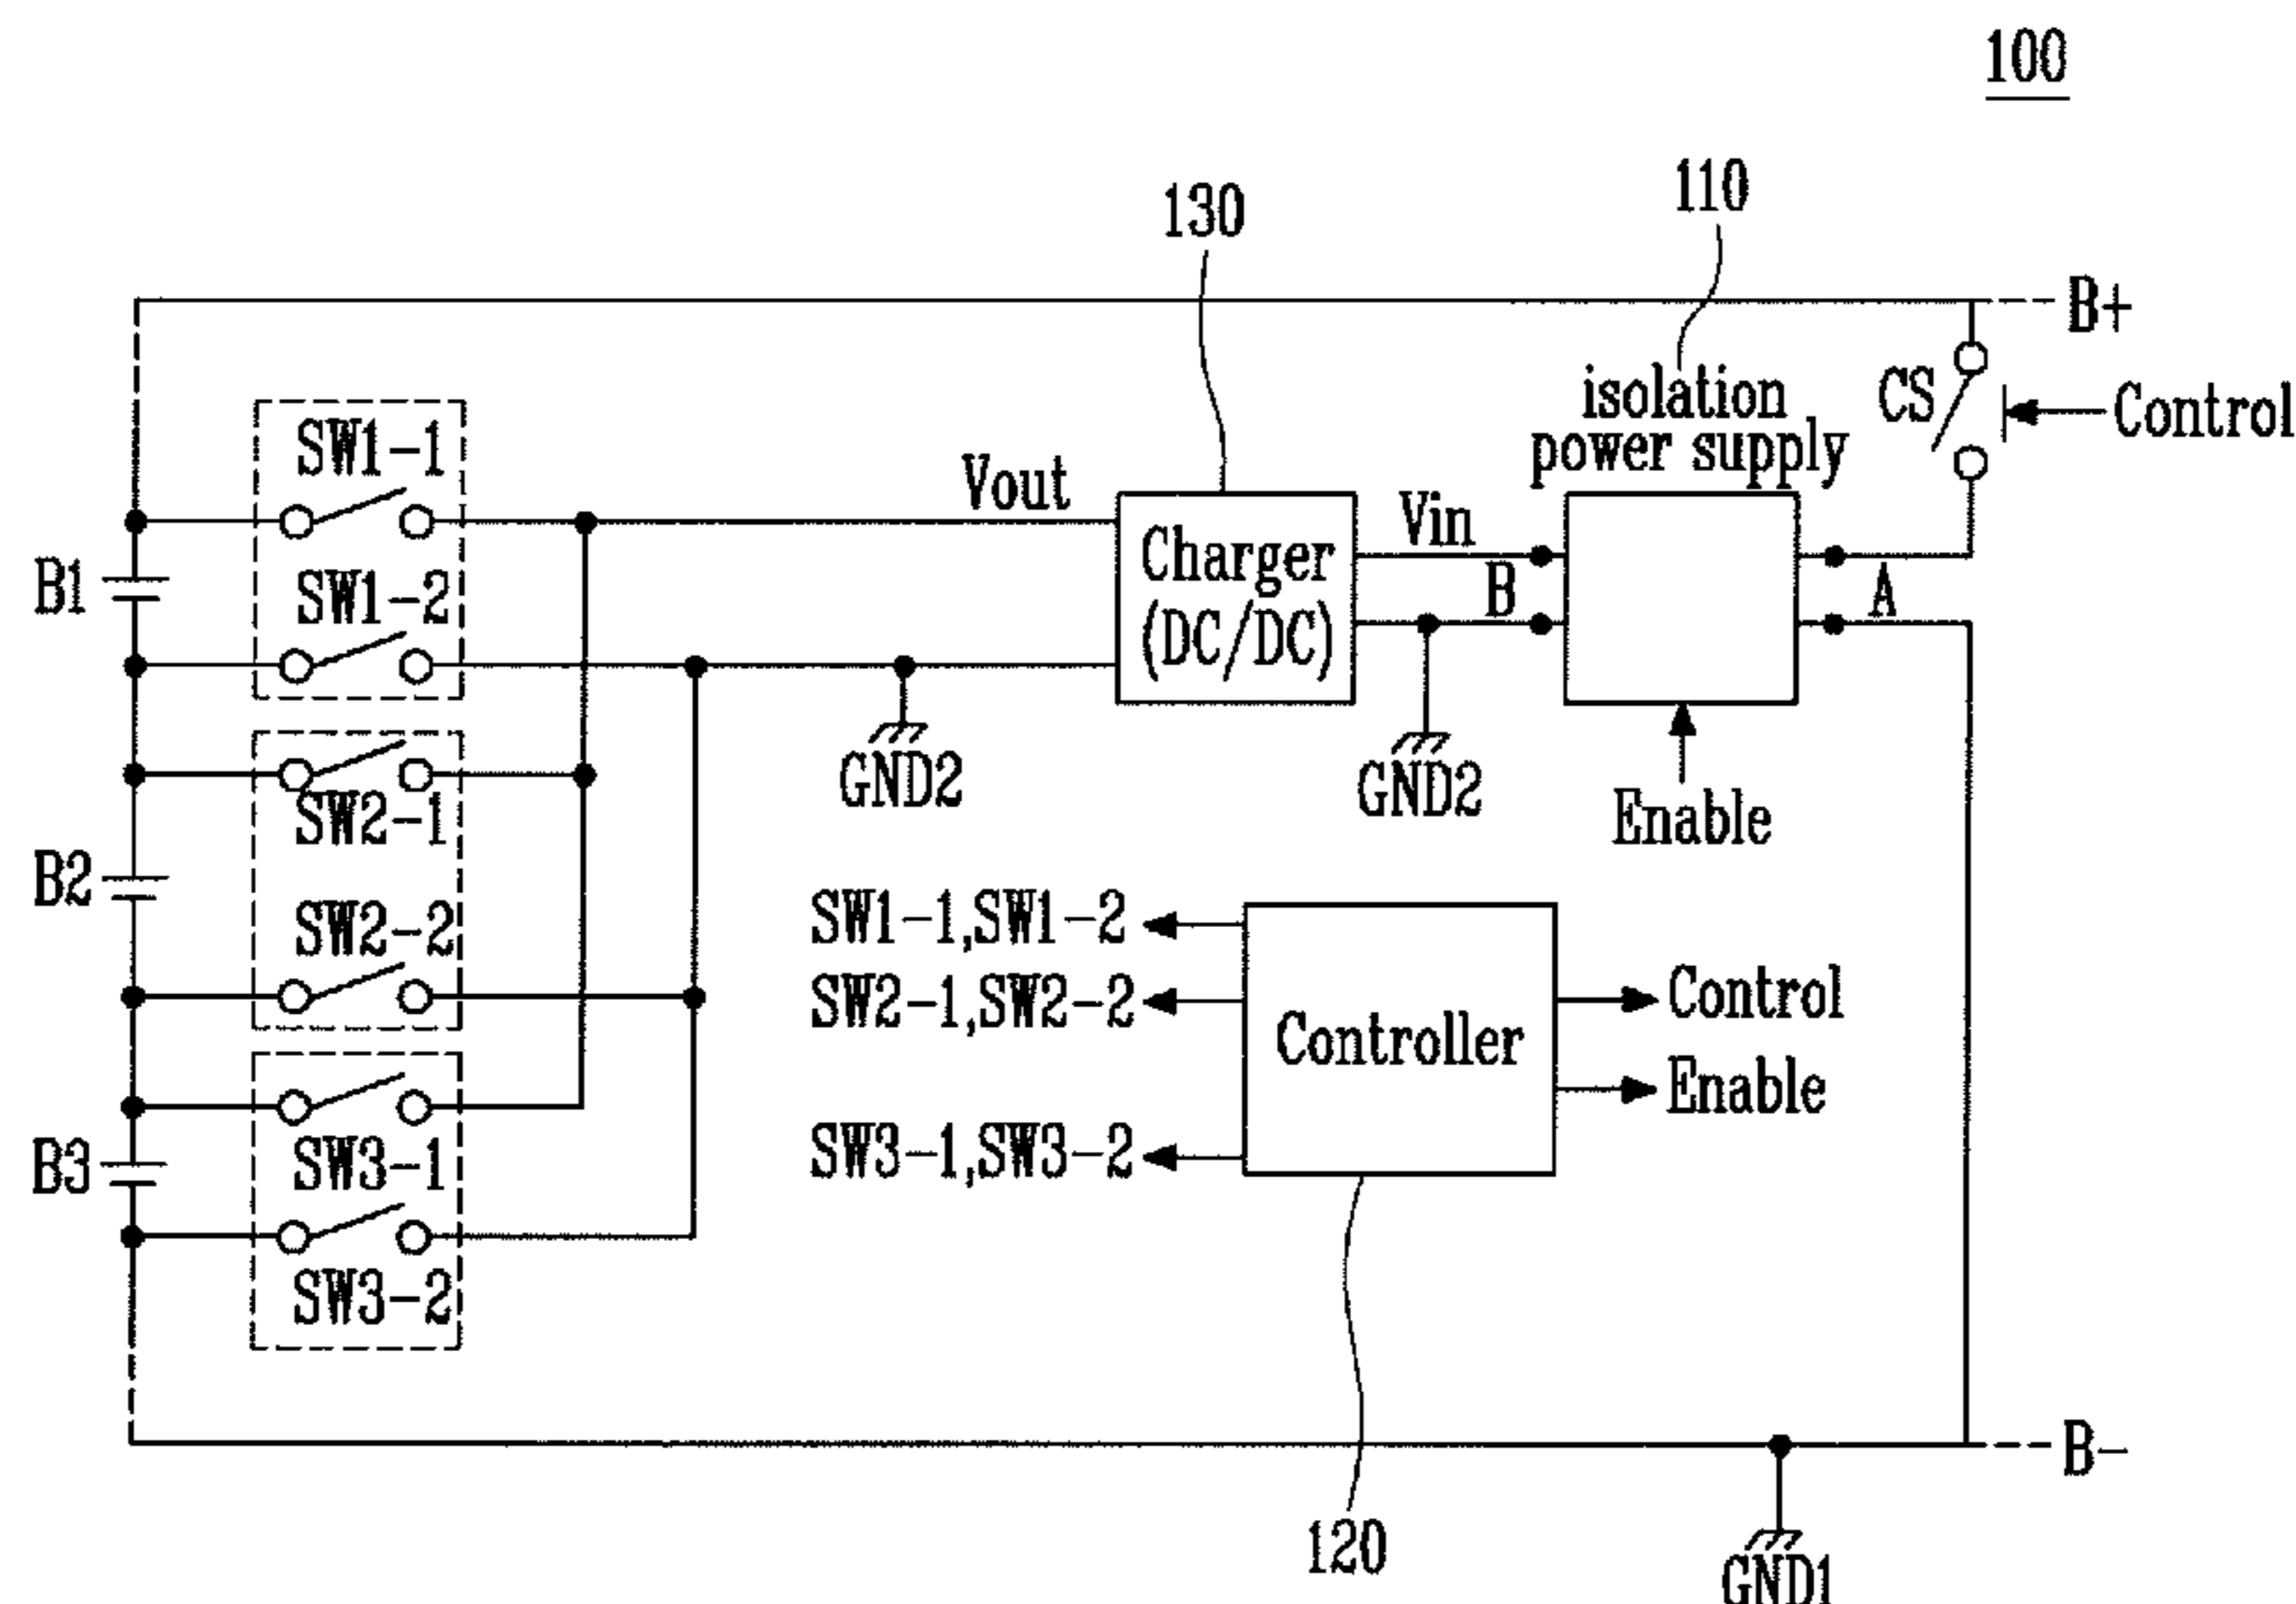 100
110
130
B+
isolation
power supply
CS
Control
SW1-1
Vout
Vin
Charger
(DC/DC)
B
A
B1
SW1-2
GND2
GND2
Enable
SW2-1
B2
SW2-2
SW1-1,SW1-2
SW2-1,SW2-2
SW3-1,SW3-2
Controller
Control
Enable
B3
SW3-1
SW3-2
B-
120
GND1